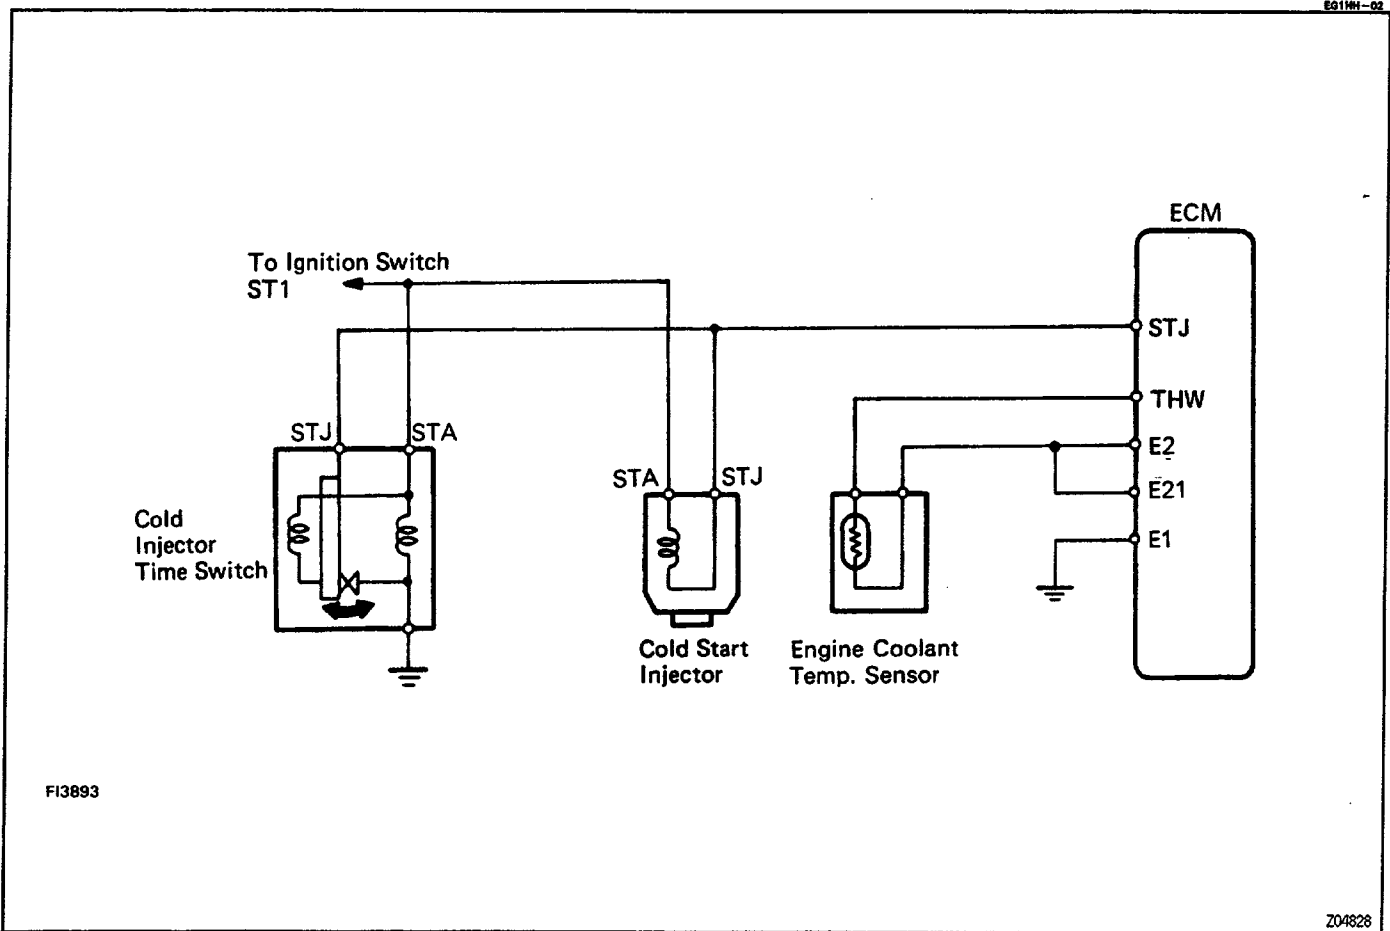 EG1HH-02
ECM
To Ignition Switch
ST1
STJ
THW
E2
E21
E1
STJ
STA
STA
STJ
Cold
Injector
Time Switch
Cold Start
Injector
Engine Coolant
Temp. Sensor
FI3893
Z04828